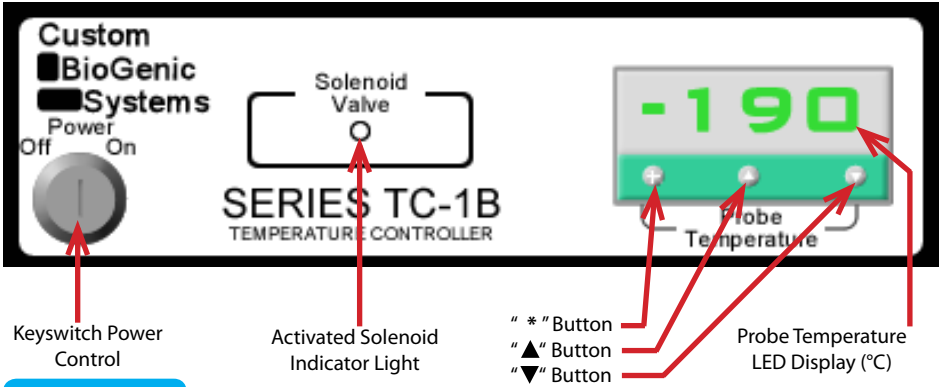 Custom
BioGenic
Systems
Power
Off On
Solenoid
Valve
SERIES TC-1B
TEMPERATURE CONTROLLER
-190
Probe
Temperature
Keyswitch Power
Control
Activated Solenoid
Indicator Light
“ * ” Button
“ ▲“ Button
“ ▼“ Button
Probe Temperature
LED Display (°C)